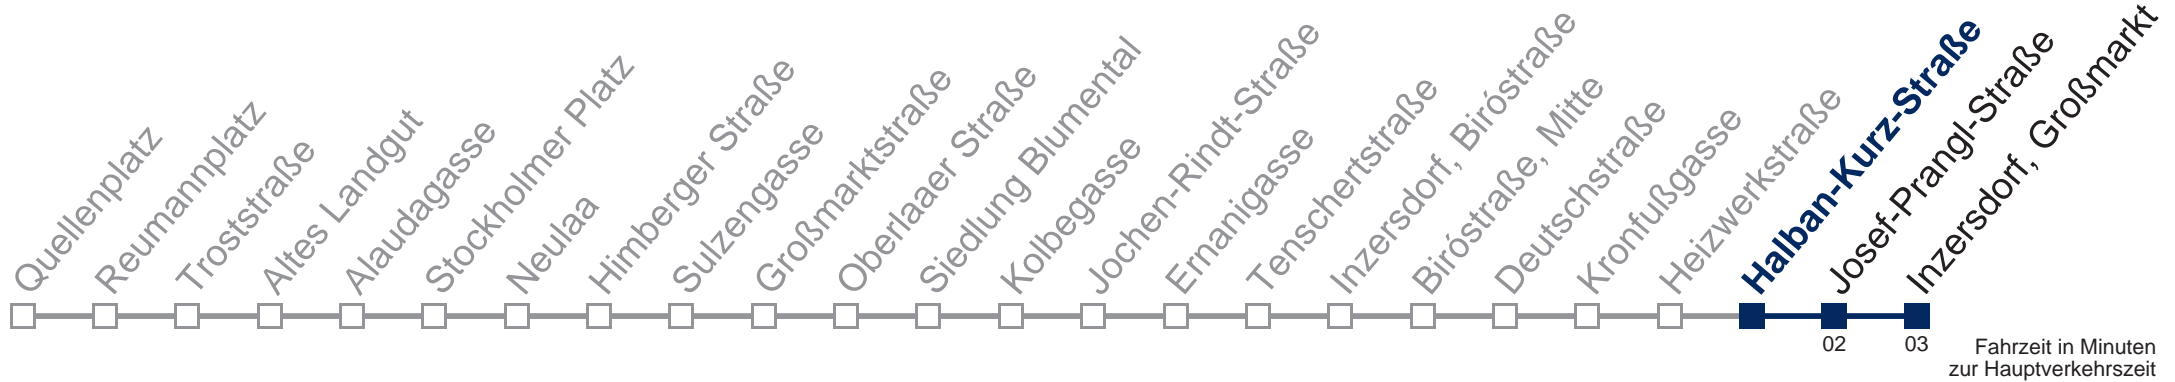 Quellenplatz
Reumannplatz
Troststraße
Altes Landgut
Alaudagasse
Stockholmer Platz
Neulaa
Himberger Straße
Sulzengasse
Großmarktstraße
Oberlaaer Straße
Siedlung Blumental
Kolbegasse
Jochen-Rindt-Straße
Ernanigasse
Tenschertstraße
Inzersdorf, Biróstraße
Biróstraße, Mitte
Deutschstraße
Kronfußgasse
Heizwerkstraße
Halban-Kurz-Straße
Josef-Prangl-Straße
Inzersdorf, Großmarkt
02
03
Fahrzeit in Minuten
zur Hauptverkehrszeit